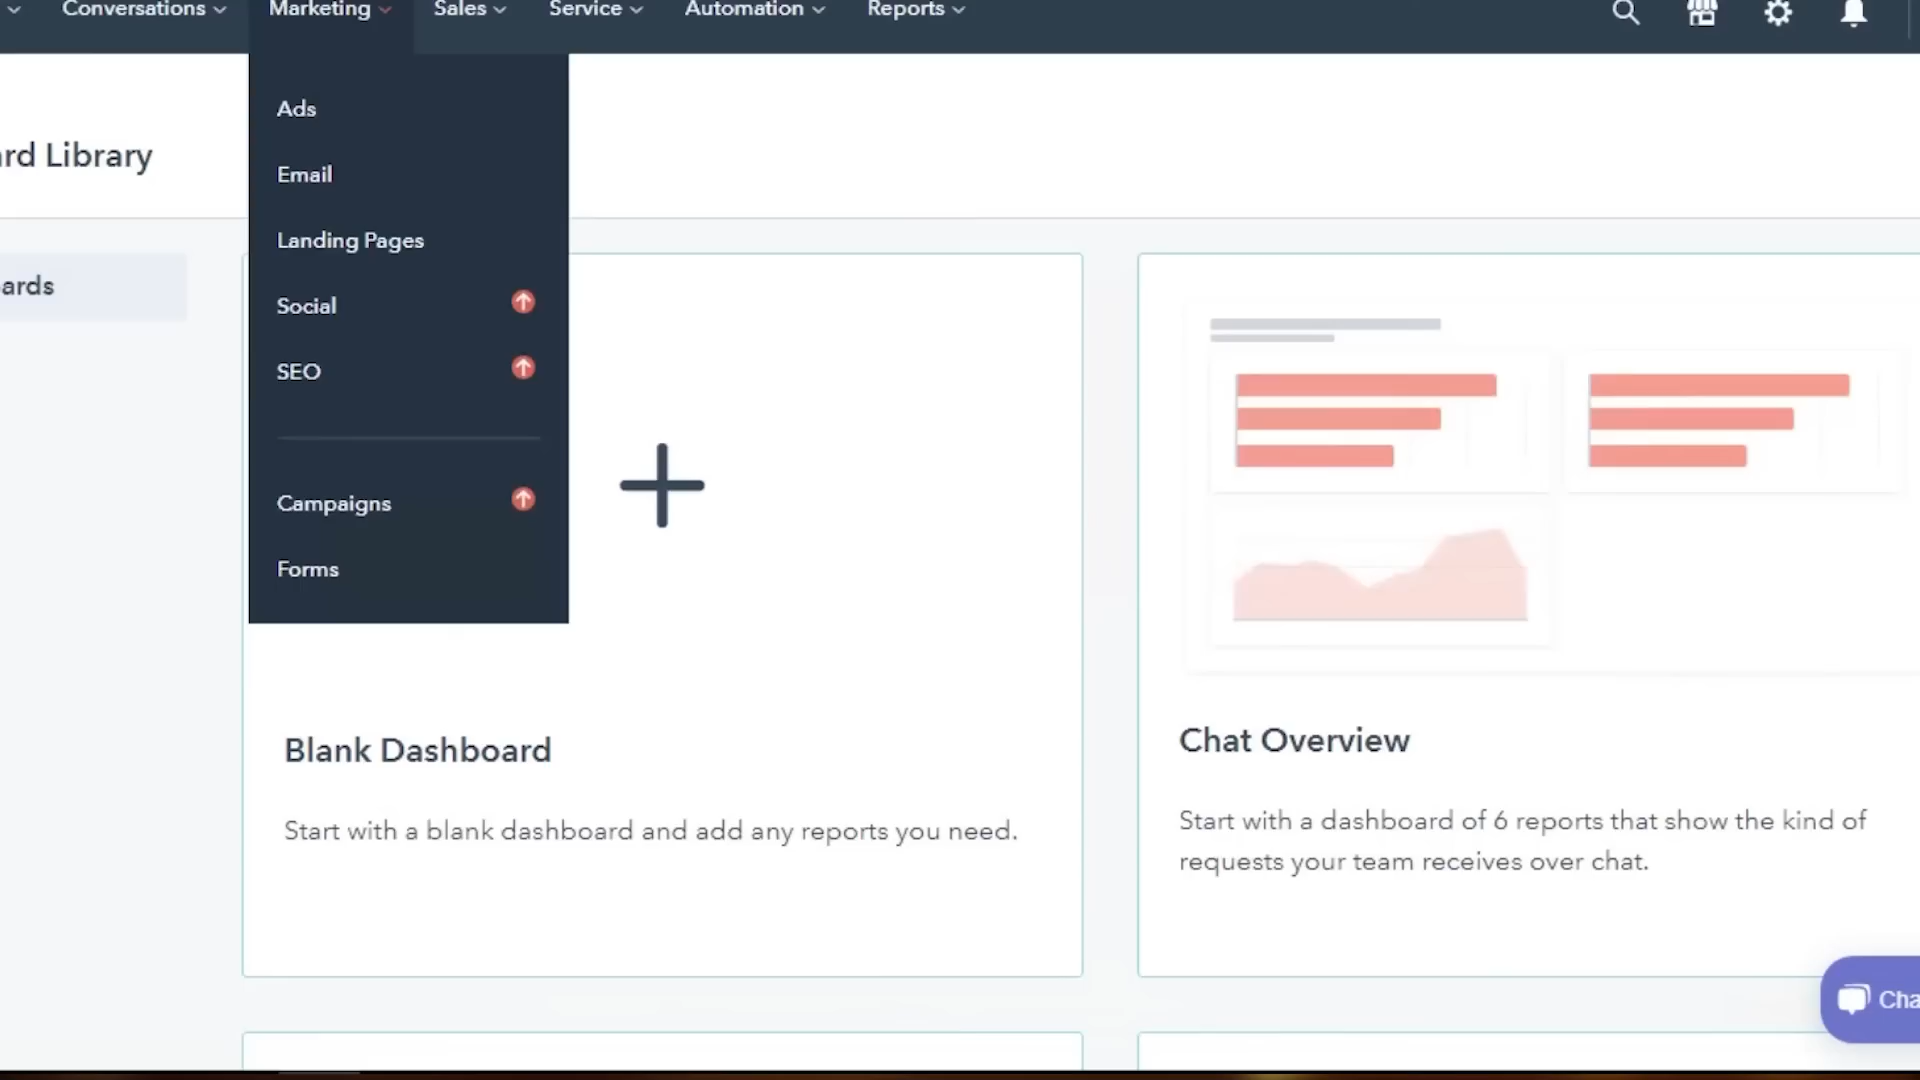 Conversations
Marketing
Sales
Service
Automation
Reports
rd Library
ards
Ads
Email
Landing Pages
Social
SEO
Campaigns
Forms
Blank Dashboard
Start with a blank dashboard and add any reports you need.
Chat Overview
Start with a dashboard of 6 reports that show the kind of
requests your team receives over chat.
Cha